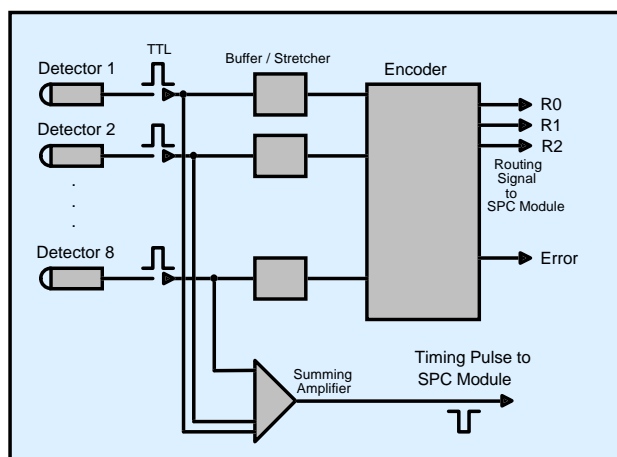 TTL
Buffer / Stretcher
Encoder
Detector 1
R0
R1
Detector 2
R2
Routing
Signal
to
SPC Module
.
.
.
Detector 8
Error
Timing Pulse to
SPC Module
Summing
Amplifier